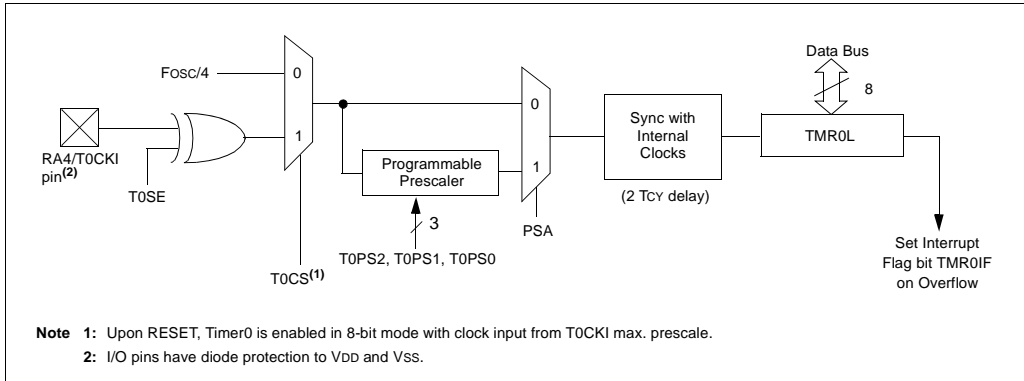 Data Bus
8
FOSC/4
0
1
RA4/T0CKI
pin(2)
T0SE
T0CS(1)
Programmable
Prescaler
3
T0PS2, T0PS1, T0PS0
0
1
PSA
Sync with
Internal
Clocks
(2 TCY delay)
TMR0L
Set Interrupt
Flag bit TMR0IF
on Overflow
Note 1: Upon RESET, Timer0 is enabled in 8-bit mode with clock input from T0CKI max. prescale.
2: I/O pins have diode protection to VDD and VSS.